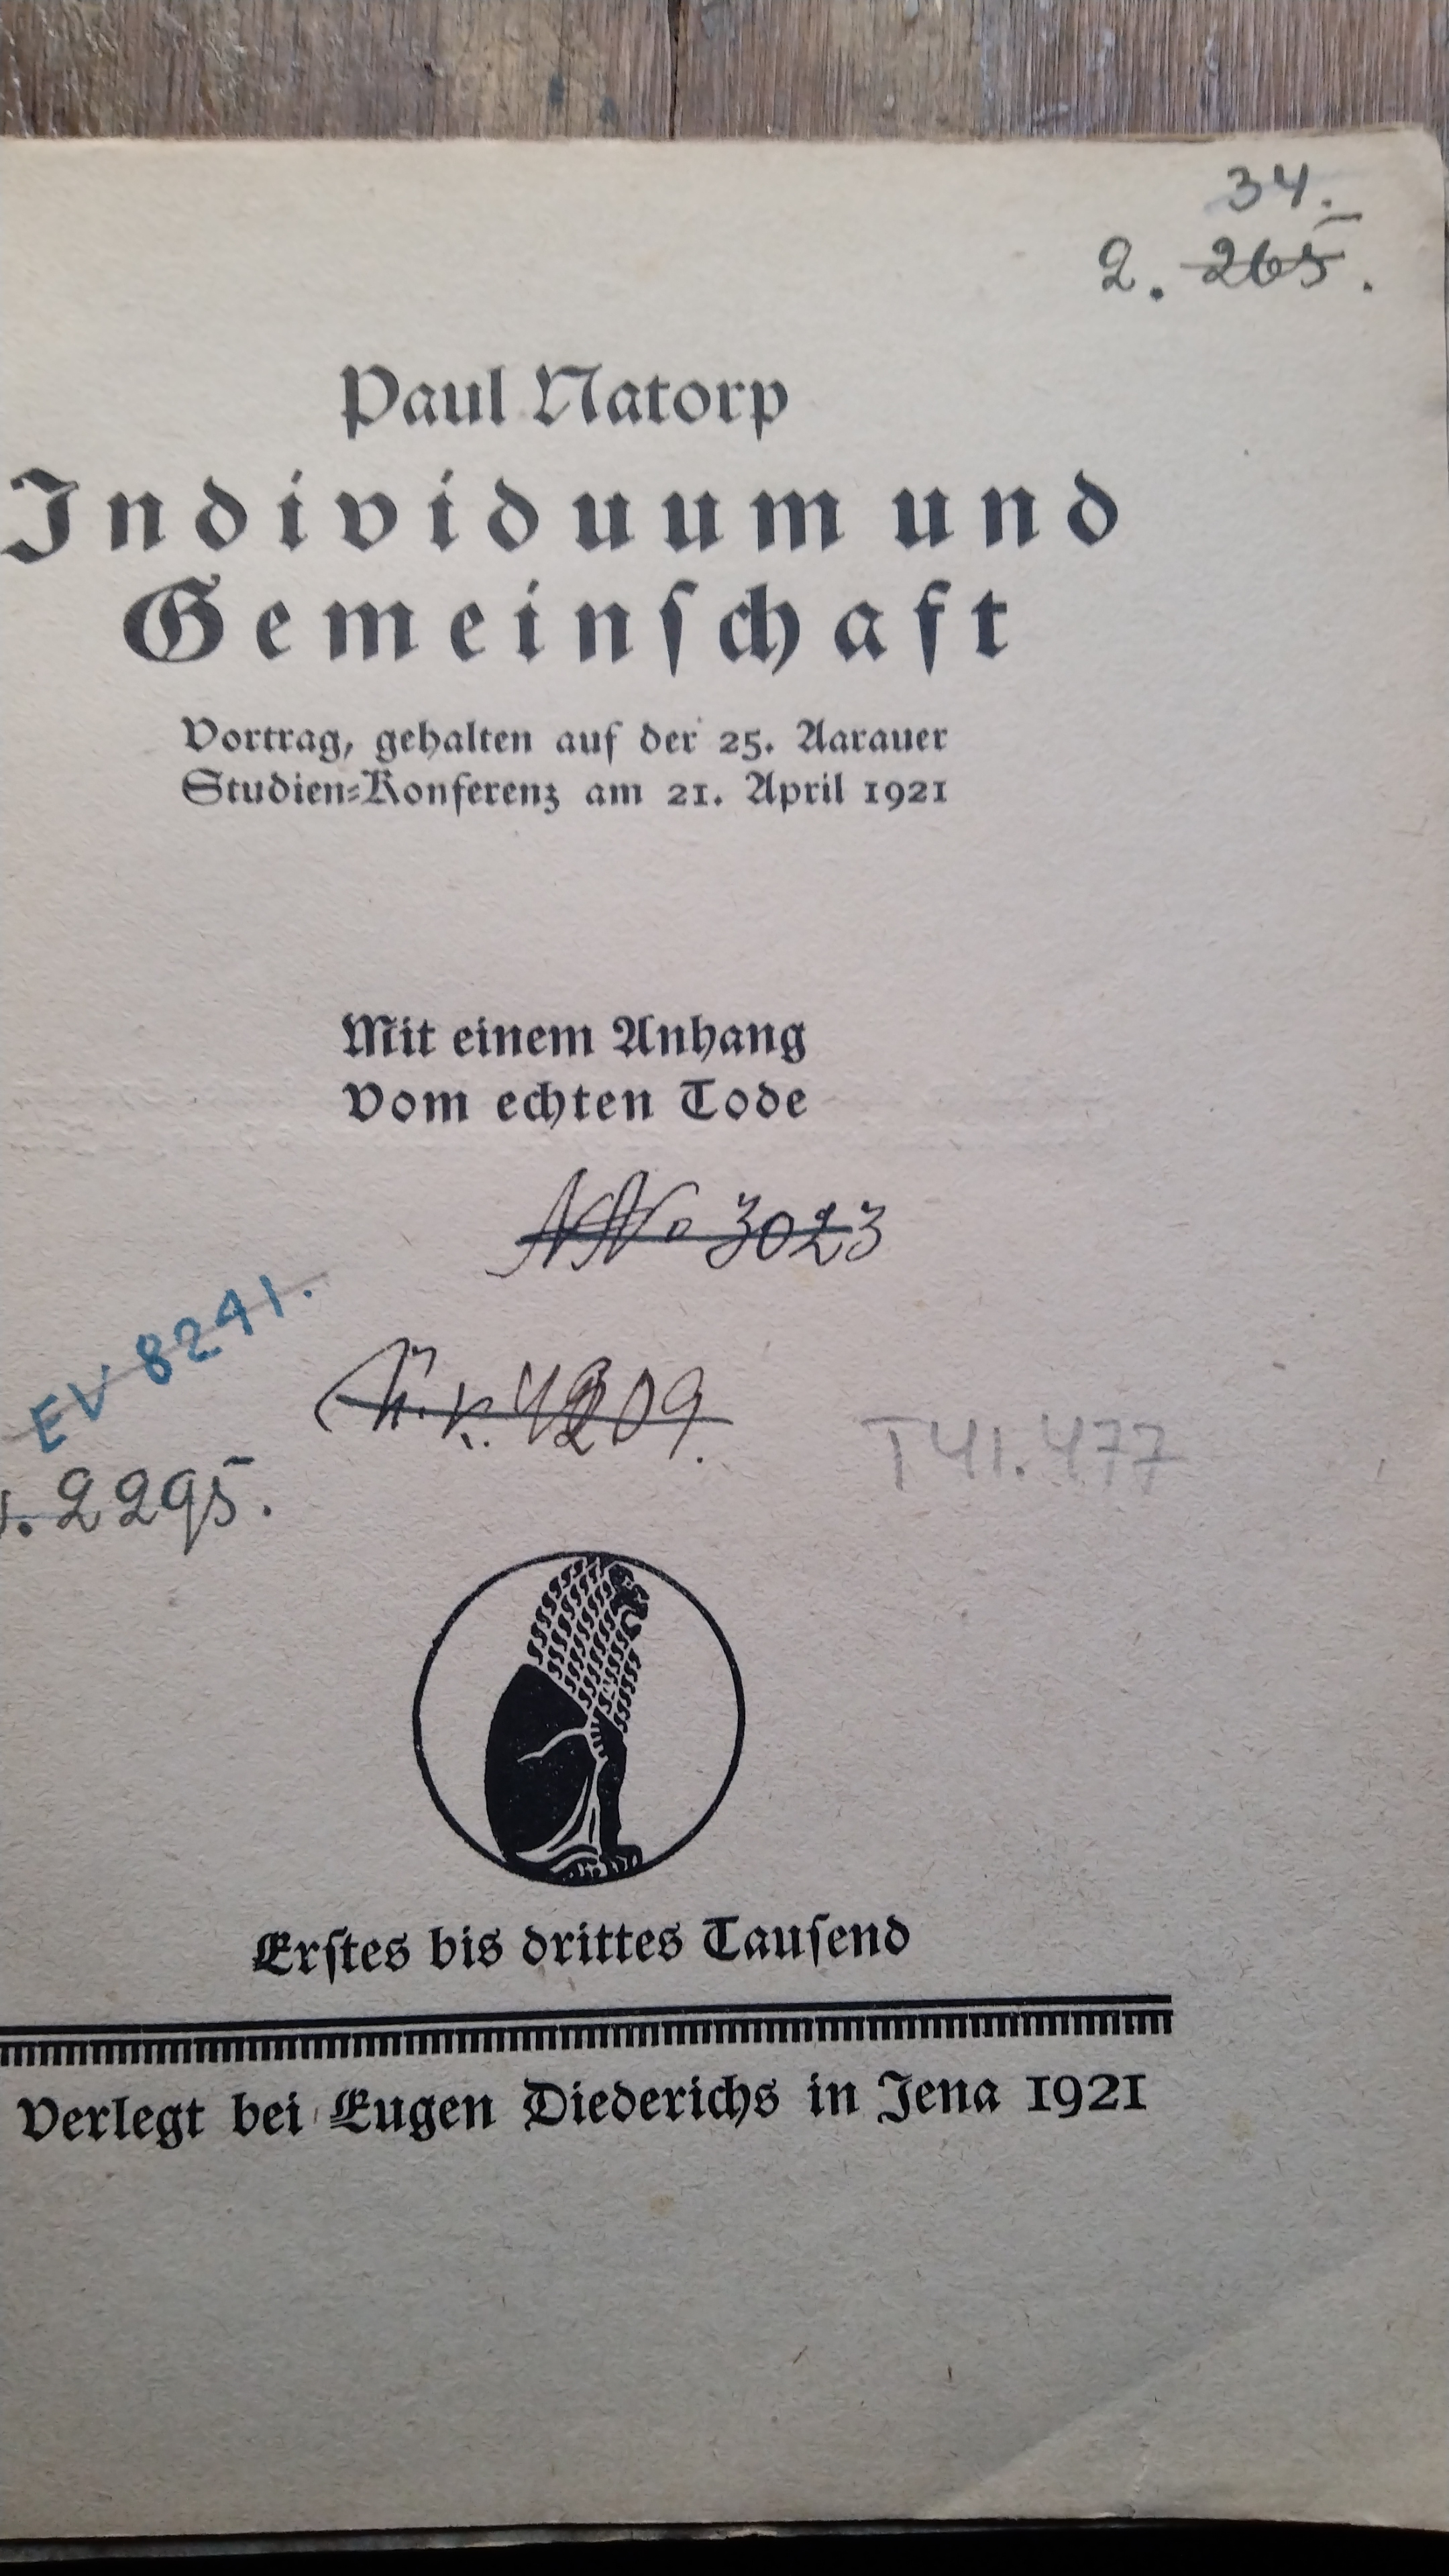 34.
2. 265.
Paul Natorp
Individuum und
Gemeinſchaft
Vortrag, gehalten auf der 25. Aarauer
Studien=Konferenz am 21. April 1921
Mit einem Anhang
Vom echten Tode
No 3023
EV 8241.
T41.477
2295.
Erſtes bis drittes Tauſend
Verlegt bei Eugen Diederichs in Jena 1921